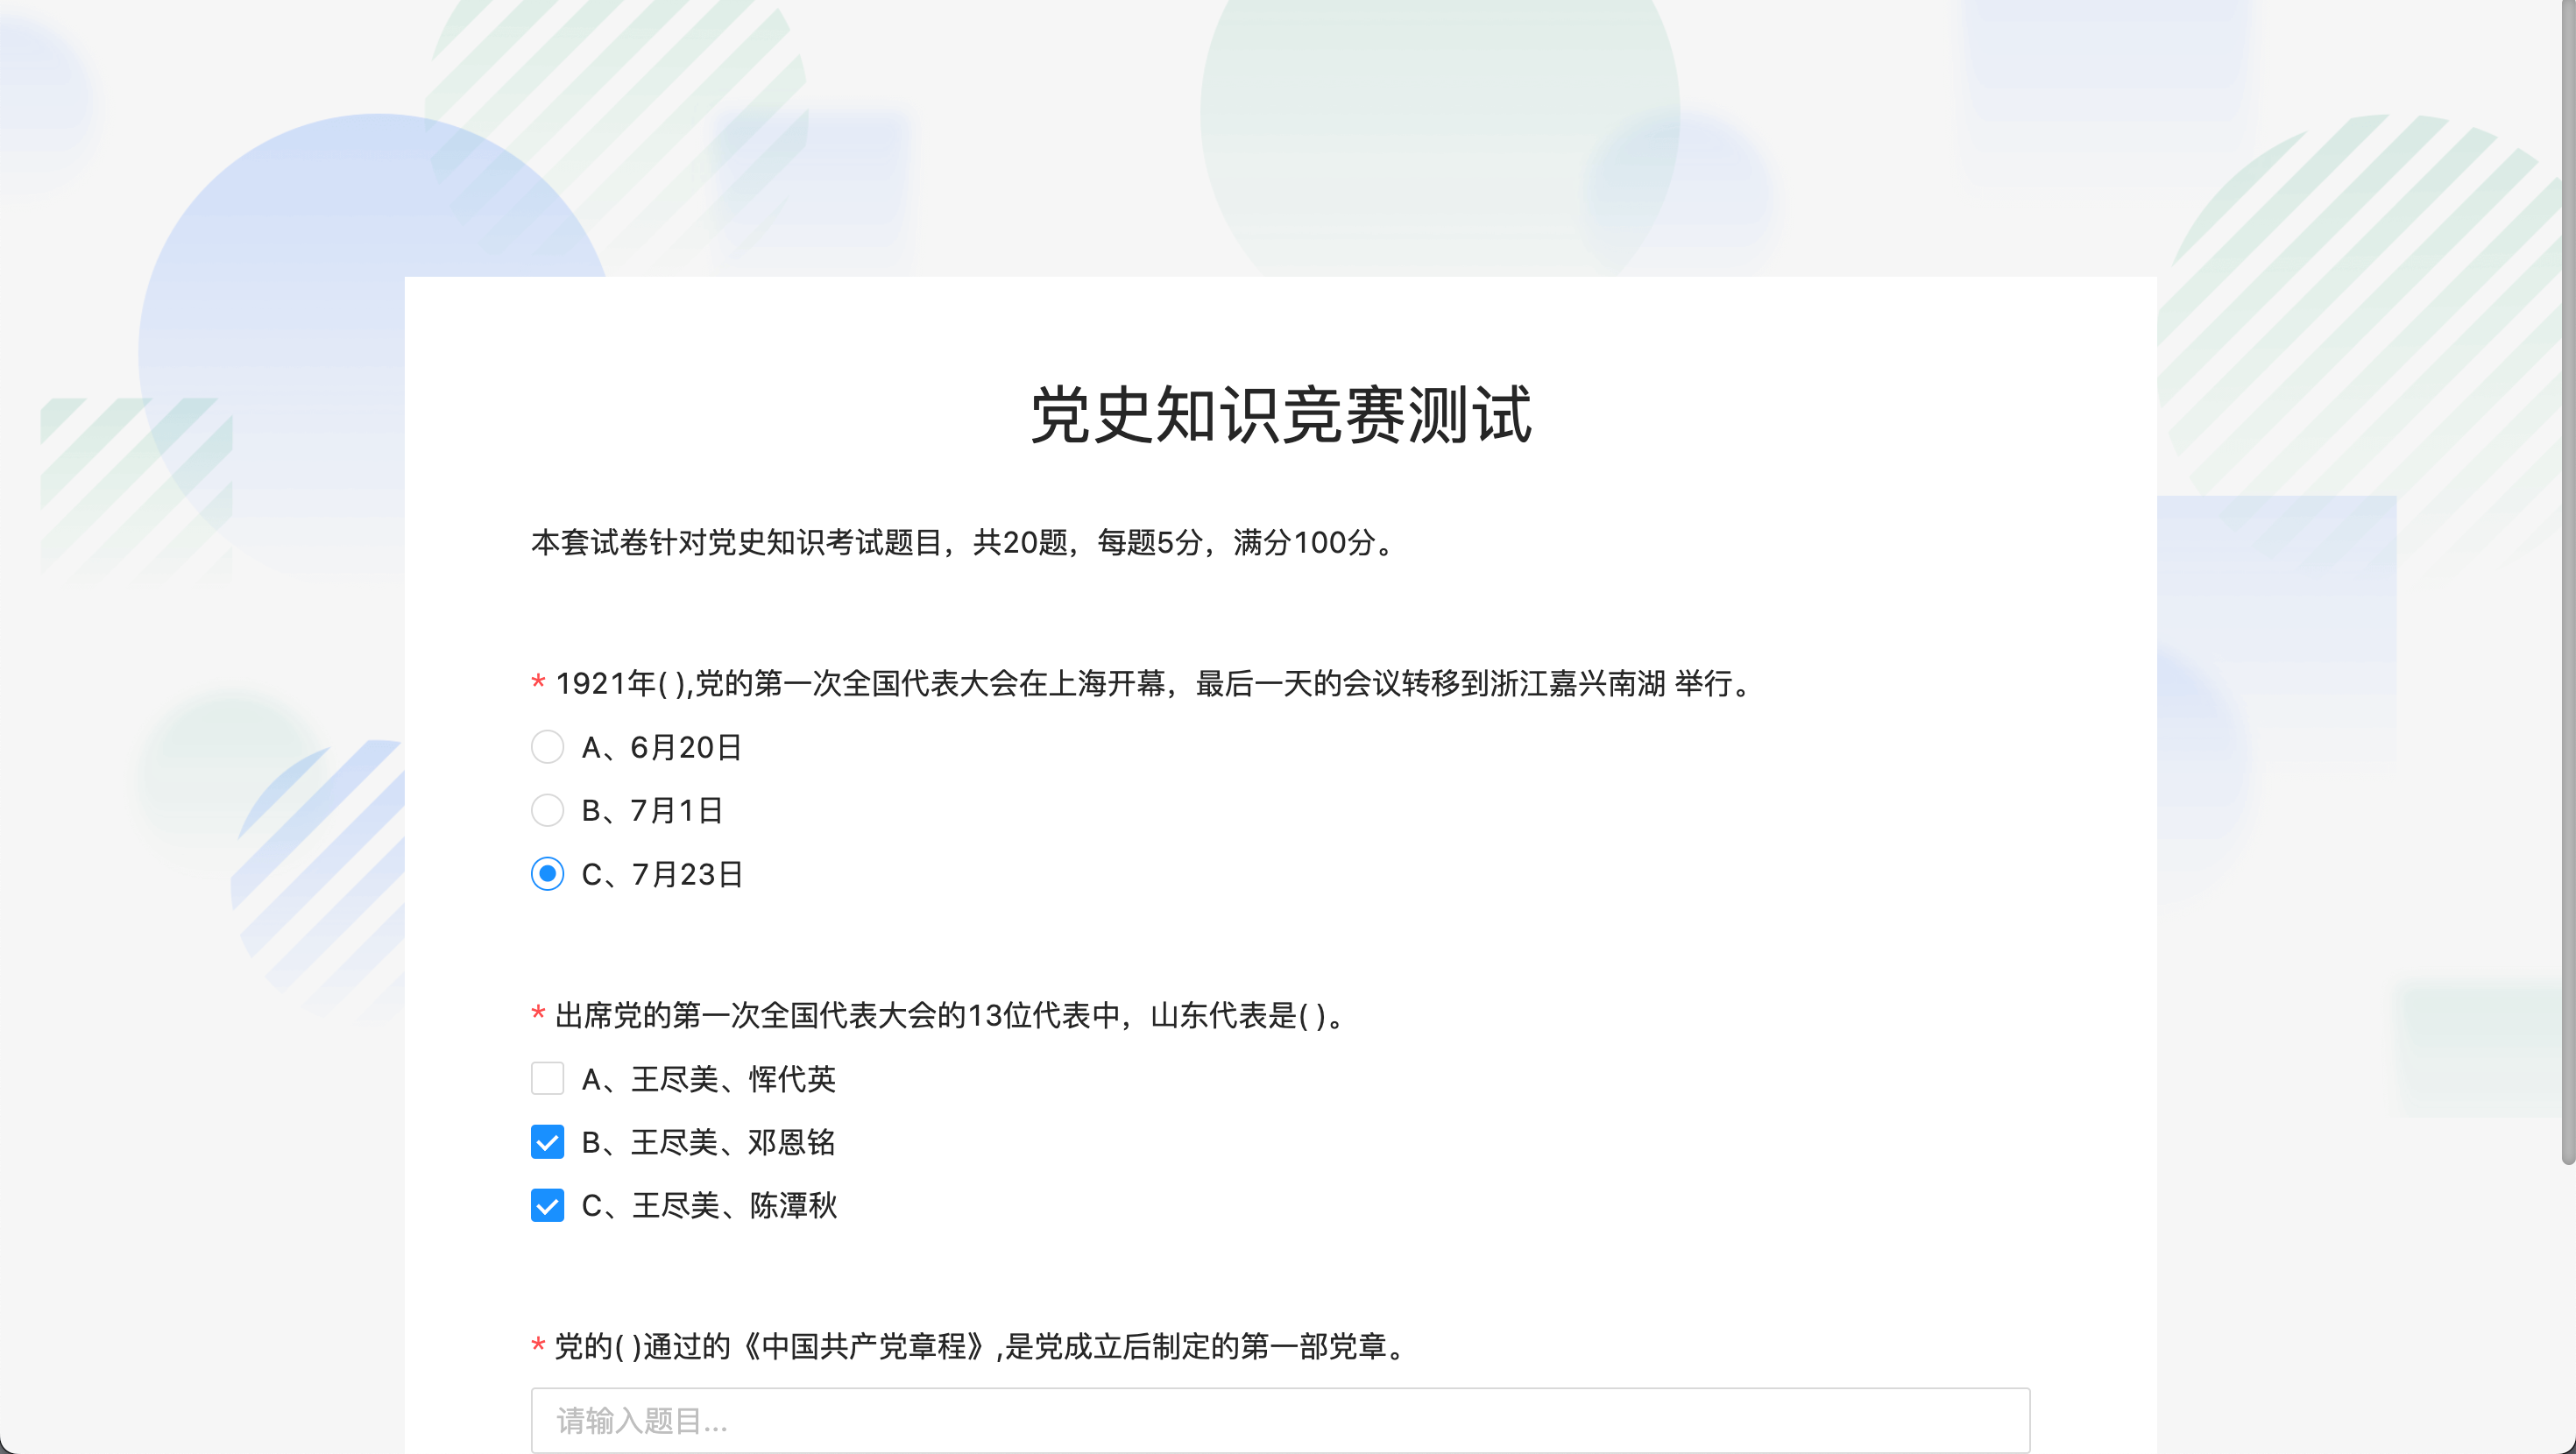 党史知识竞赛测试
本套试卷针对党史知识考试题目，共20题，每题5分，满分100分。
* 1921年( ),党的第一次全国代表大会在上海开幕，最后一天的会议转移到浙江嘉兴南湖 举行。
A、6月20日
B、7月1日
C、7月23日
* 出席党的第一次全国代表大会的13位代表中，山东代表是( )。
A、王尽美、恽代英
B、王尽美、邓恩铭
C、王尽美、陈潭秋
* 党的( )通过的《中国共产党章程》,是党成立后制定的第一部党章。
请输入题目...